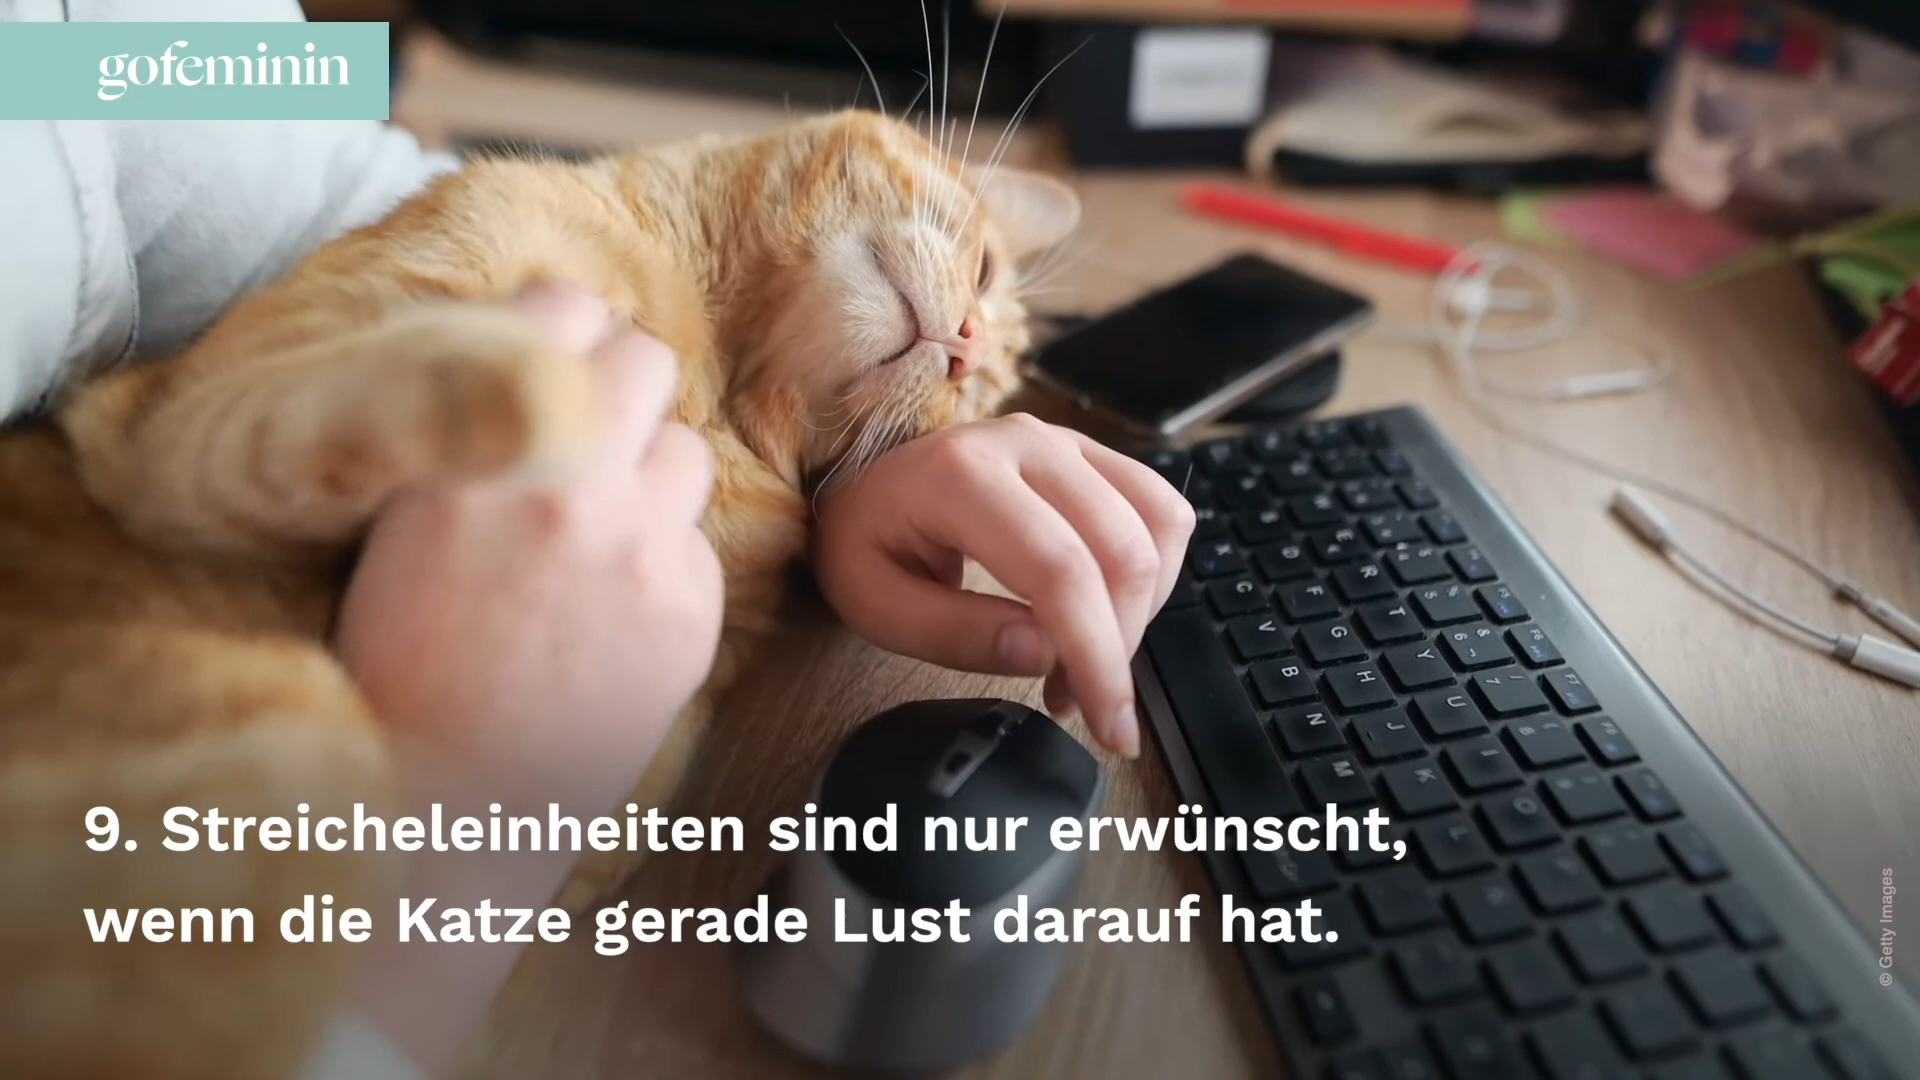 gofeminin
9. Streicheleinheiten sind nur erwünscht,
wenn die Katze gerade Lust darauf hat.
© Getty Images
X
D
E
C
F
R
V
G
T
B
H
Y
N
J
U
M
K
I
L
O